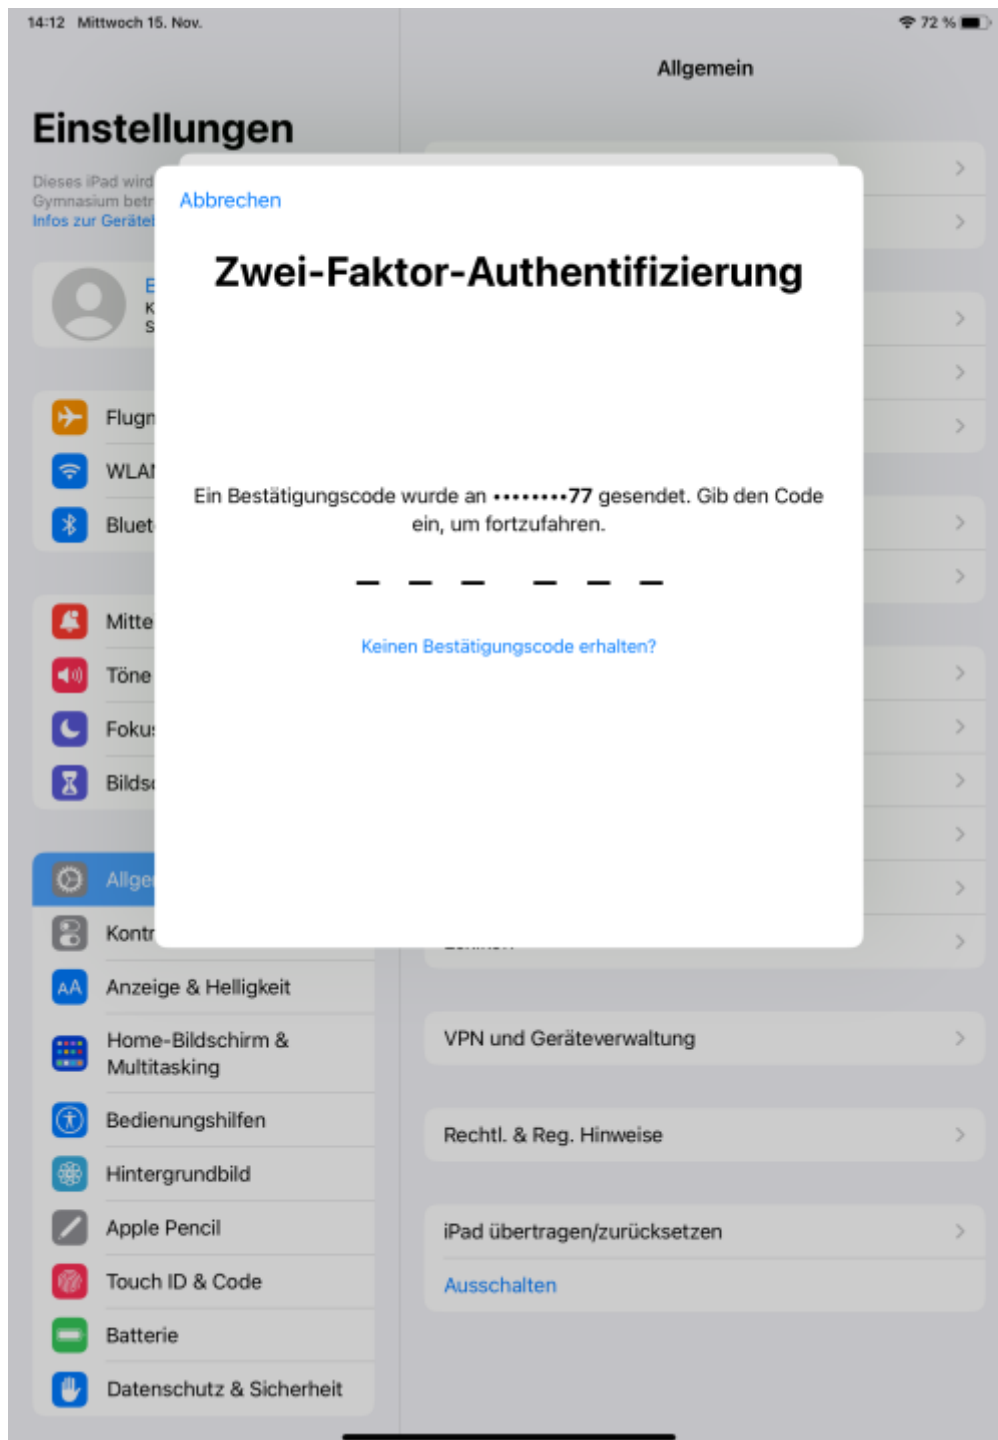 14:12 Mittwoch 15. Nov.
72 %
Allgemein
Einstellungen
Dieses iPad wird
Gymnasium betr
Infos zur Gerätel
Abbrechen
Zwei-Faktor-Authentifizierung
E
K
S
Ein Bestätigungscode wurde an ••••••••77 gesendet. Gib den Code
ein, um fortzufahren.
Keinen Bestätigungscode erhalten?
Flugm
WLAN
Bluet
Mitte
Töne
Fokus
Bildsc
Allge
Kontr
Anzeige & Helligkeit
Home-Bildschirm &
Multitasking
Bedienungshilfen
Hintergrundbild
Apple Pencil
Touch ID & Code
Batterie
Datenschutz & Sicherheit
VPN und Geräteverwaltung
Rechtl. & Reg. Hinweise
iPad übertragen/zurücksetzen
Ausschalten